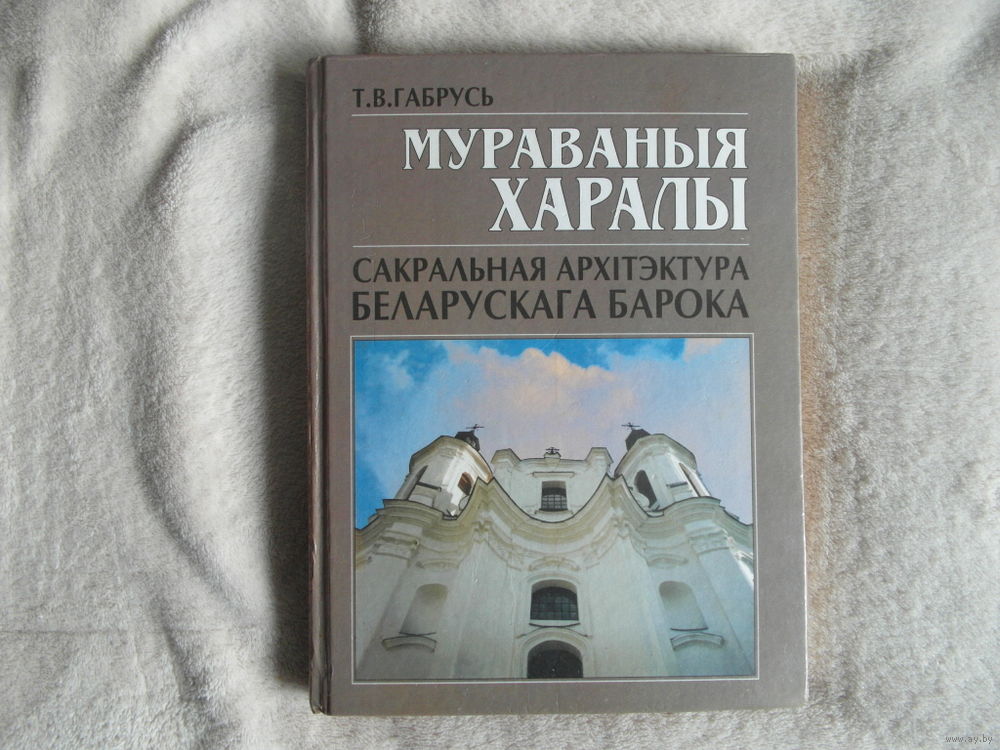 Т.В.ГАБРУСЬ
МУРАВАНЫЯ
ХАРАЛЫ
САКРАЛЬНАЯ АРХІТЭКТУРА
БЕЛАРУСКАГА БАРОКА
www.ay.by